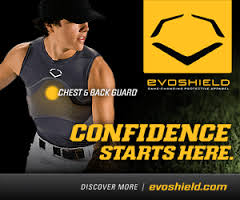 CHEST & BACK GUARD
EVOSHIELD
GAME-CHANGING PROTECTIVE APPAREL
CONFIDENCE
STARTS HERE.
DISCOVER MORE | evoshield.com